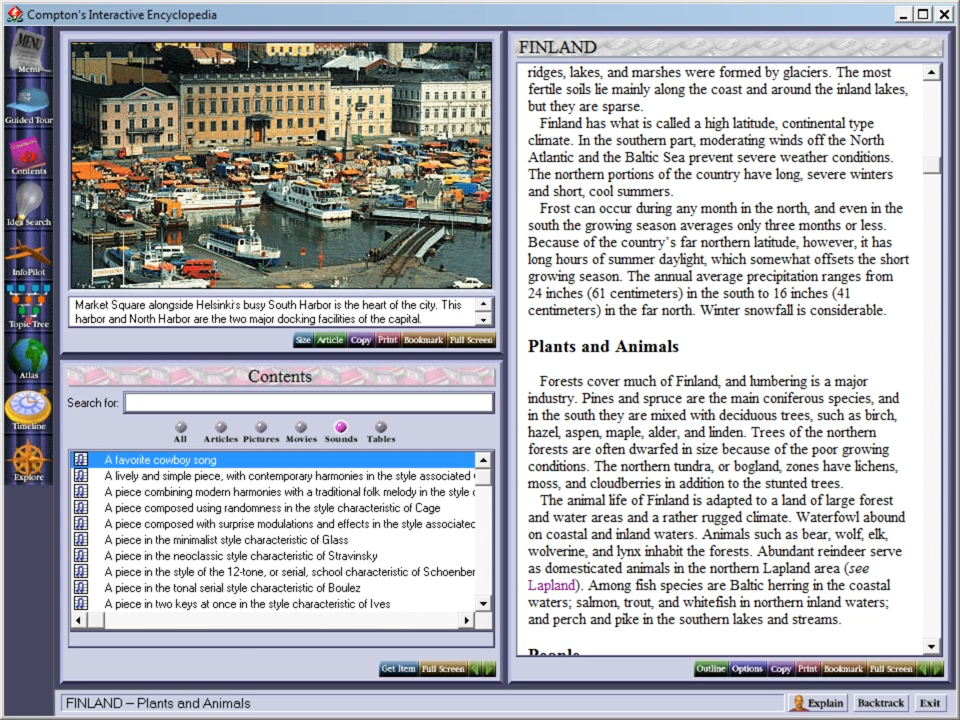 Compton's Interactive Encyclopedia
MENU
Menu
Guided Tour
Contents
Idea Search
InfoPilot
Topic Tree
Atlas
Timeline
Explore
Market Square alongside Helsinki's busy South Harbor is the heart of the city. This
harbor and North Harbor are the two major docking facilities of the capital.
Size Article Copy Print Bookmark Full Screen
Contents
Search for:
All Articles Pictures Movies Sounds Tables
A favorite cowboy song
A lively and simple piece, with contemporary harmonies in the style associated
A piece combining modern harmonies with a traditional folk melody in the style
A piece composed using randomness in the style characteristic of Cage
A piece composed with surprise modulations and effects in the style associated
A piece in the minimalist style characteristic of Glass
A piece in the neoclassic style characteristic of Stravinsky
A piece in the style of the 12-tone, or serial, school characteristic of Schoenber
A piece in the tonal serial style characteristic of Boulez
A piece in two keys at once in the style characteristic of Ives
Get Item Full Screen
FINLAND
ridges, lakes, and marshes were formed by glaciers. The most
fertile soils lie mainly along the coast and around the inland lakes,
but they are sparse.
Finland has what is called a high latitude, continental type
climate. In the southern part, moderating winds off the North
Atlantic and the Baltic Sea prevent severe weather conditions.
The northern portions of the country have long, severe winters
and short, cool summers.
Frost can occur during any month in the north, and even in the
south the growing season averages only three months or less.
Because of the country's far northern latitude, however, it has
long hours of summer daylight, which somewhat offsets the short
growing season. The annual average precipitation ranges from
24 inches (61 centimeters) in the south to 16 inches (41
centimeters) in the far north. Winter snowfall is considerable.
Plants and Animals
Forests cover much of Finland, and lumbering is a major
industry. Pines and spruce are the main coniferous species, and
in the south they are mixed with deciduous trees, such as birch,
hazel, aspen, maple, alder, and linden. Trees of the northern
forests are often dwarfed in size because of the poor growing
conditions. The northern tundra, or bogland, zones have lichens,
moss, and cloudberries in addition to the stunted trees.
The animal life of Finland is adapted to a land of large forest
and water areas and a rather rugged climate. Waterfowl abound
on coastal and inland waters. Animals such as bear, wolf, elk,
wolverine, and lynx inhabit the forests. Abundant reindeer serve
as domesticated animals in the northern Lapland area (see
Lapland). Among fish species are Baltic herring in the coastal
waters; salmon, trout, and whitefish in northern inland waters;
and perch and pike in the southern lakes and streams.
People
Outline Options Copy Print Bookmark Full Screen
FINLAND – Plants and Animals
Explain Backtrack Exit